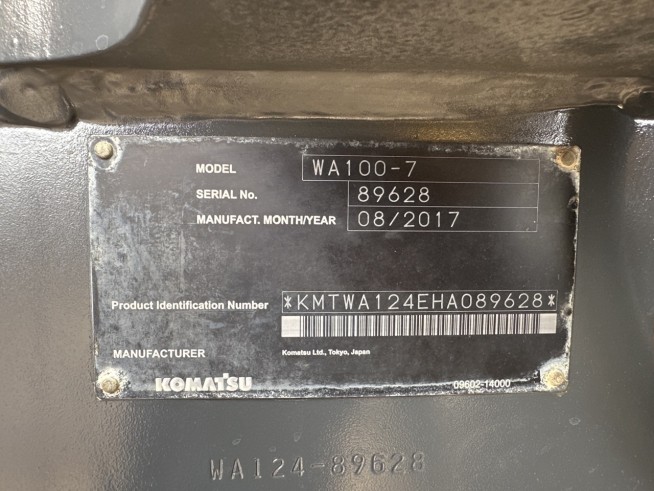 MODEL WA100-7
SERIAL No. 89628
MANUFACT. MONTH/YEAR 08/2017
Product Identification Number *KMTWA124EHA089628*
MANUFACTURER Komatsu Ltd., Tokyo, Japan
KOMATSU 09602-14000
WA124-89628